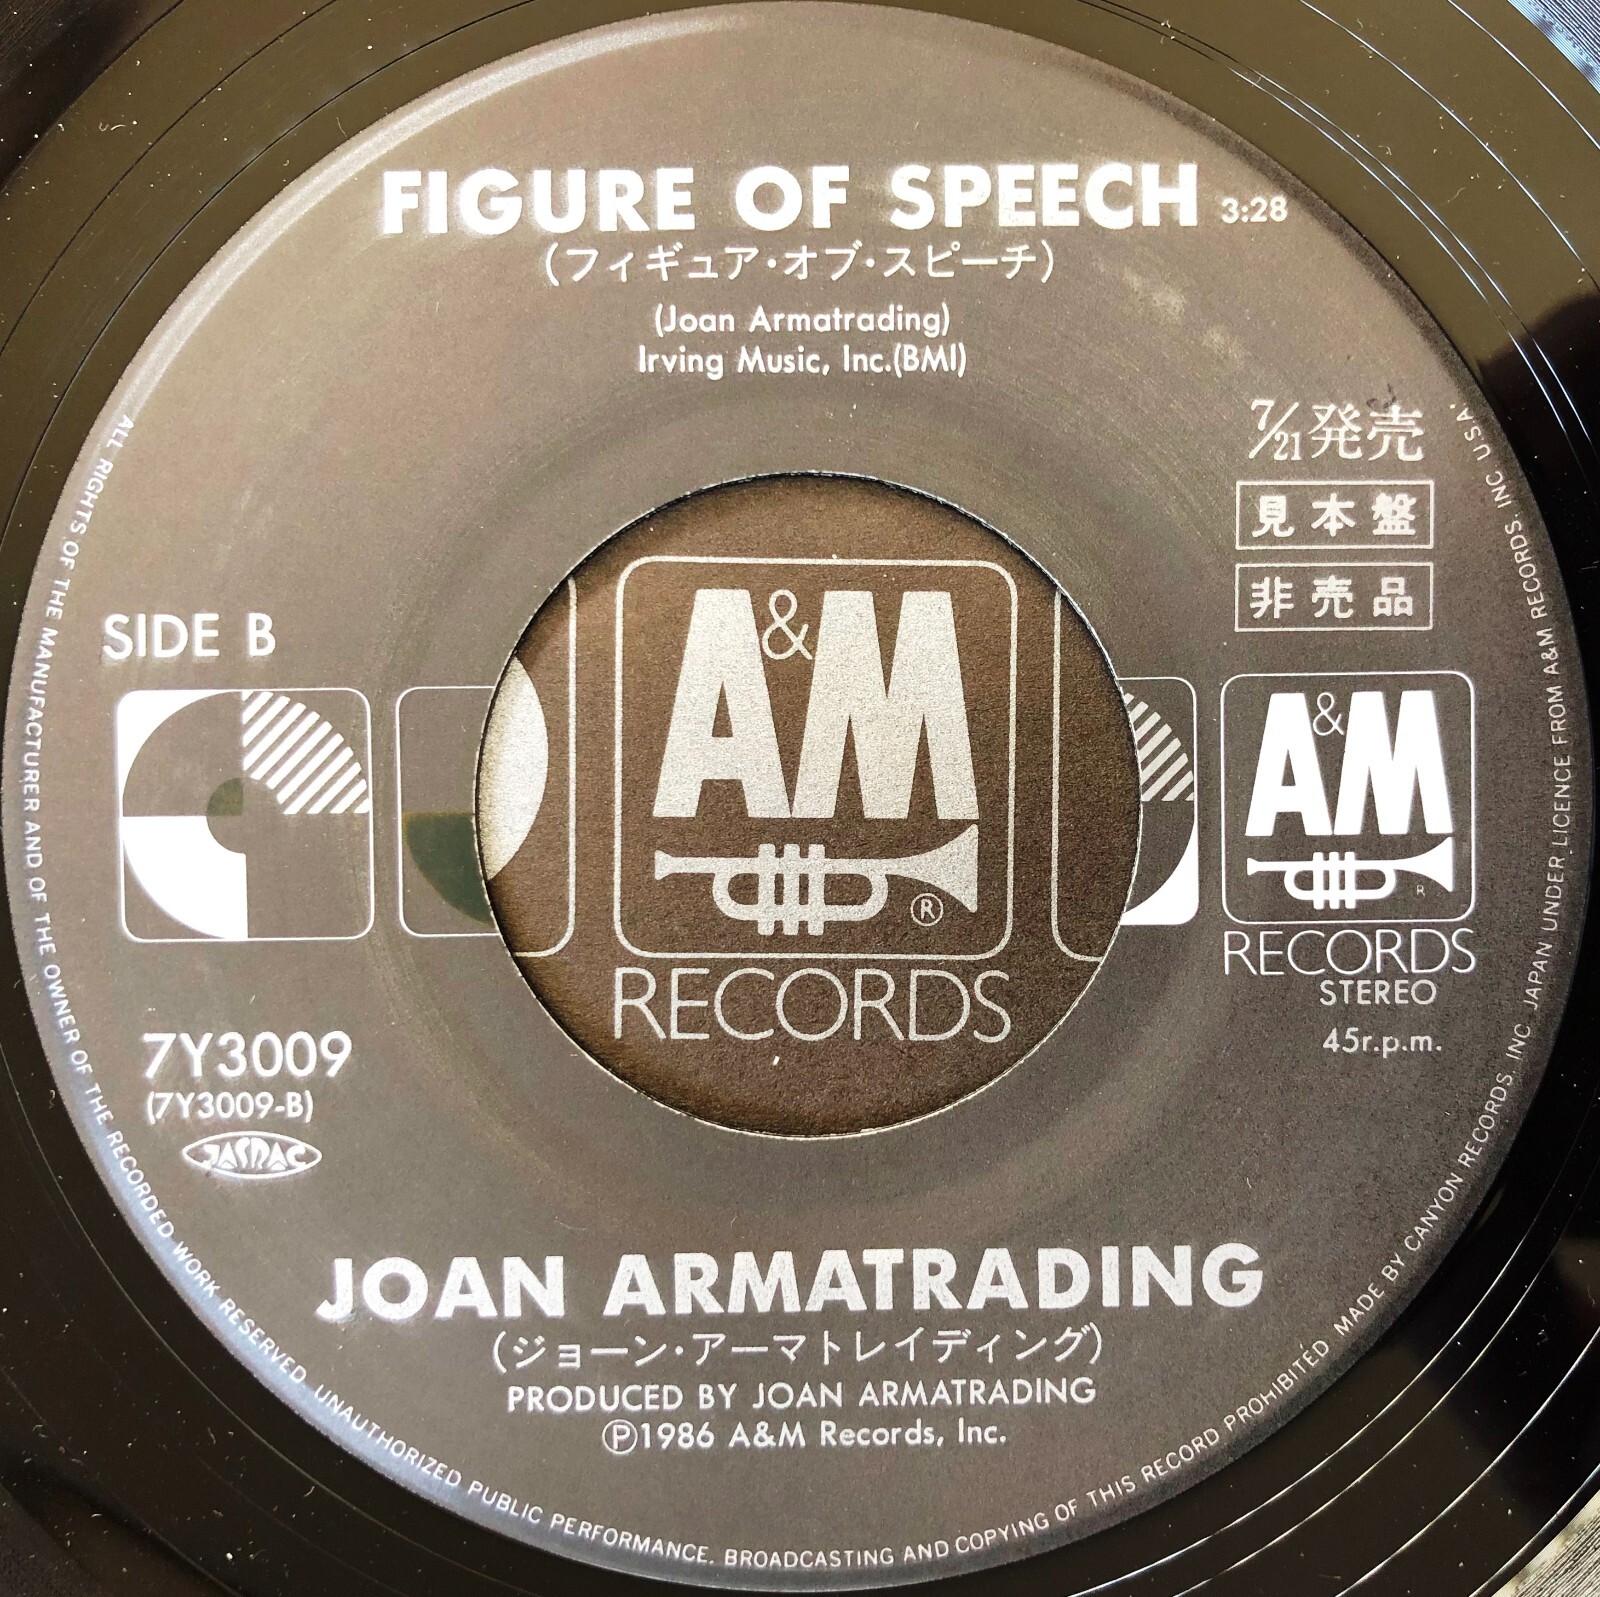 FIGURE OF SPEECH 3:28
(フィギュア・オブ・スピーチ)
(Joan Armatrading)
Irving Music, Inc.(BMI)
7/21発売
見本盤
非売品
SIDE B
A&M
®
RECORDS
A&M
R
RECORDS
STEREO
45r.p.m.
7Y3009
(7Y3009-B)
JASRAC
JOAN ARMATRADING
(ジョーン・アーマトレイディング)
PRODUCED BY JOAN ARMATRADING
℗1986 A&M Records, Inc.
ALL RIGHTS OF THE MANUFACTURER AND OF THE OWNER OF THE RECORDED WORK RESERVED UNAUTHORIZED PUBLIC PERFORMANCE. BROADCASTING AND COPYING OF THIS RECORD PROHIBITED MADE BY CANYON RECORDS, INC. JAPAN UNDER LICENCE FROM A&M RECORDS, INC U.S.A.